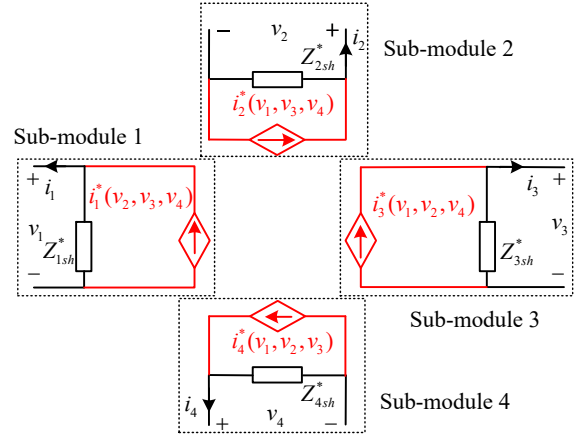 − v₂ + i₂
Sub-module 2
Z*₂sh
i*₂(v₁, v₃, v₄)
Sub-module 1
+ i₁ i*₁(v₂, v₃, v₄)
v₁ Z*₁sh
−
i₃ +
i*₃(v₁, v₂, v₄)
v₃
Z*₃sh
−
Sub-module 3
i*₄(v₁, v₂, v₃)
Z*₄sh
Sub-module 4
i₄ + v₄ −